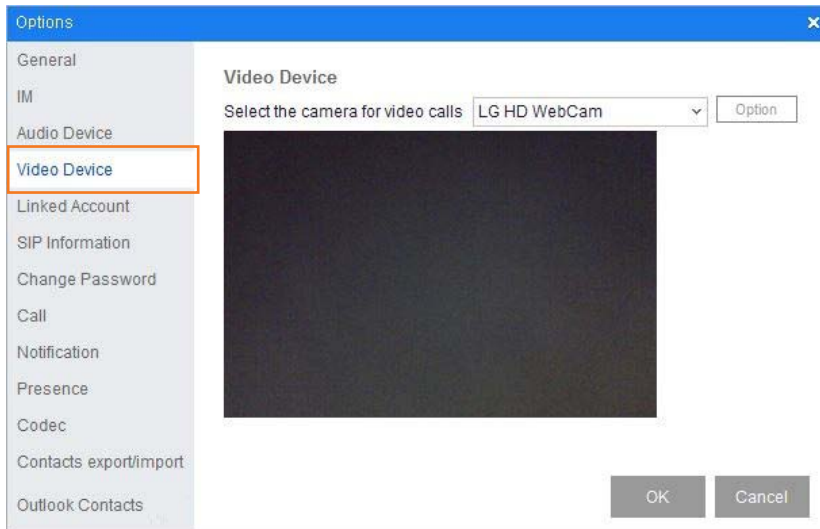 Options
General
IM
Audio Device
Video Device
Linked Account
SIP Information
Change Password
Call
Notification
Presence
Codec
Contacts export/import
Outlook Contacts
Video Device
Select the camera for video calls LG HD WebCam Option
OK Cancel